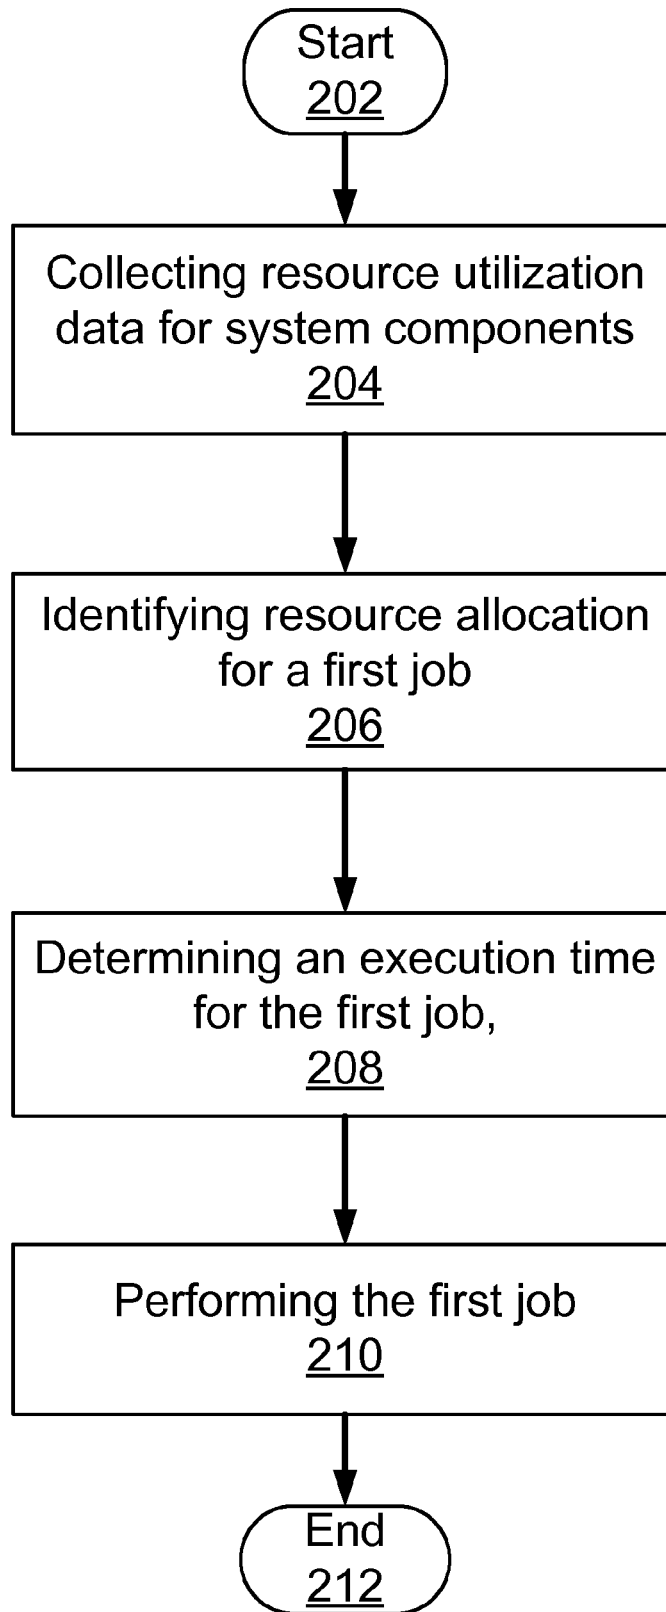 Start
202
Collecting resource utilization
data for system components
204
Identifying resource allocation
for a first job
206
Determining an execution time
for the first job,
208
Performing the first job
210
End
212